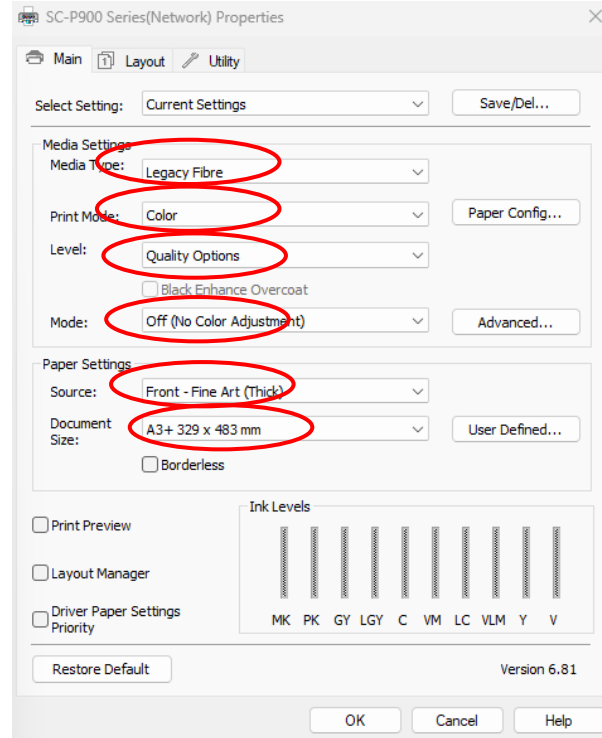 SC-P900 Series(Network) Properties
Main Layout Utility
Select Setting: Current Settings Save/Del...
Media Settings
Media Type: Legacy Fibre
Print Mode: Color Paper Config...
Level: Quality Options
Black Enhance Overcoat
Mode: Off (No Color Adjustment) Advanced...
Paper Settings
Source: Front - Fine Art (Thick)
Document
Size: A3+ 329 x 483 mm User Defined...
Borderless
Ink Levels
Print Preview
Layout Manager
Driver Paper Settings
Priority
MK PK GY LGY C VM LC VLM Y V
Restore Default Version 6.81
OK Cancel Help